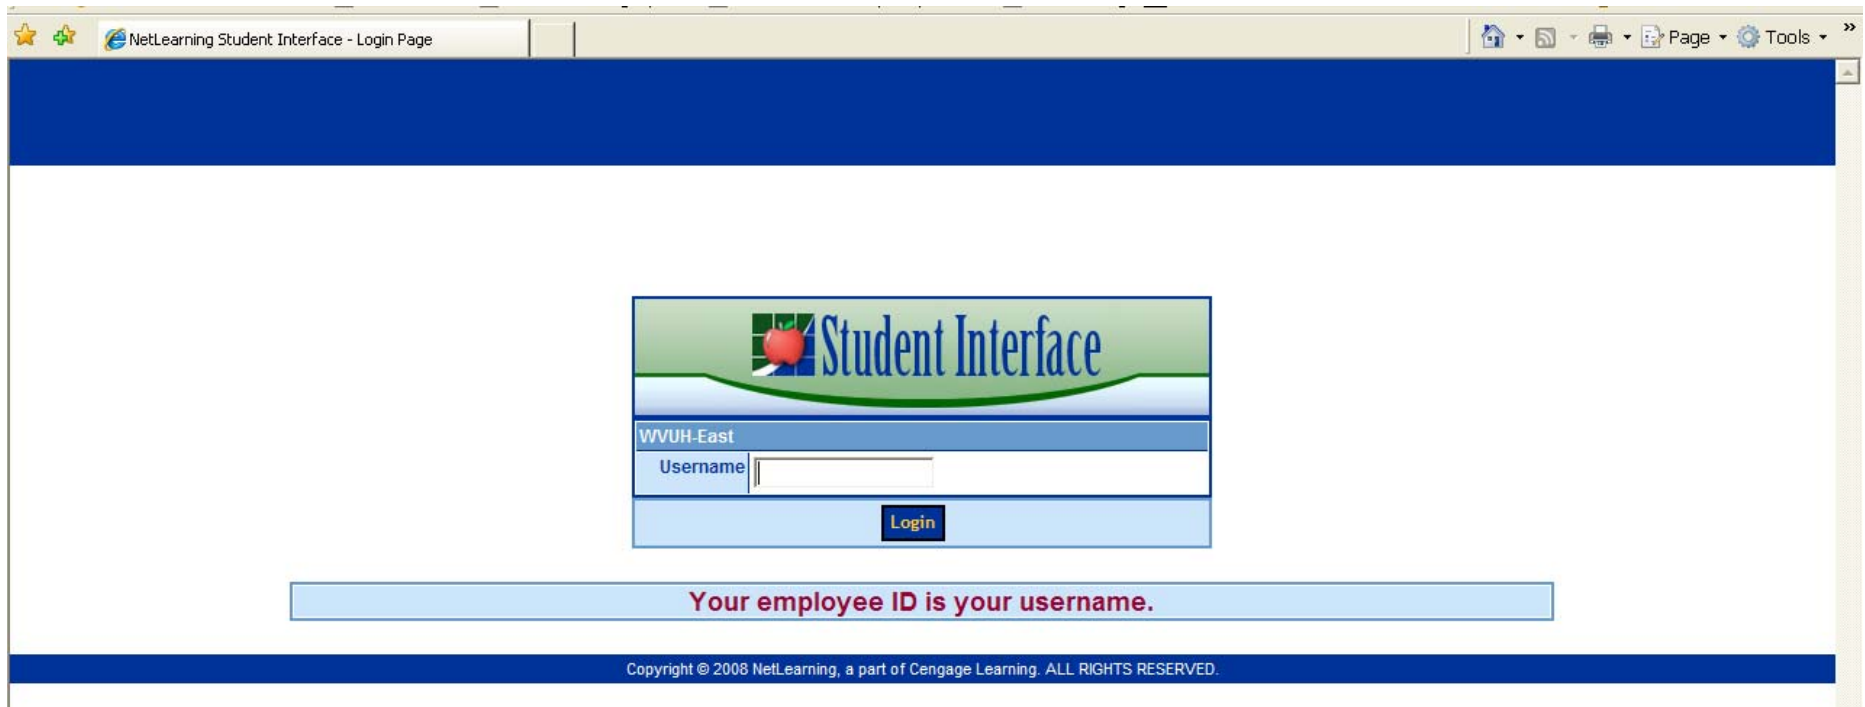 NetLearning Student Interface - Login Page
Page
Tools
»
Student Interface
WVUH-East
Username
Login
Your employee ID is your username.
Copyright © 2008 NetLearning, a part of Cengage Learning. ALL RIGHTS RESERVED.